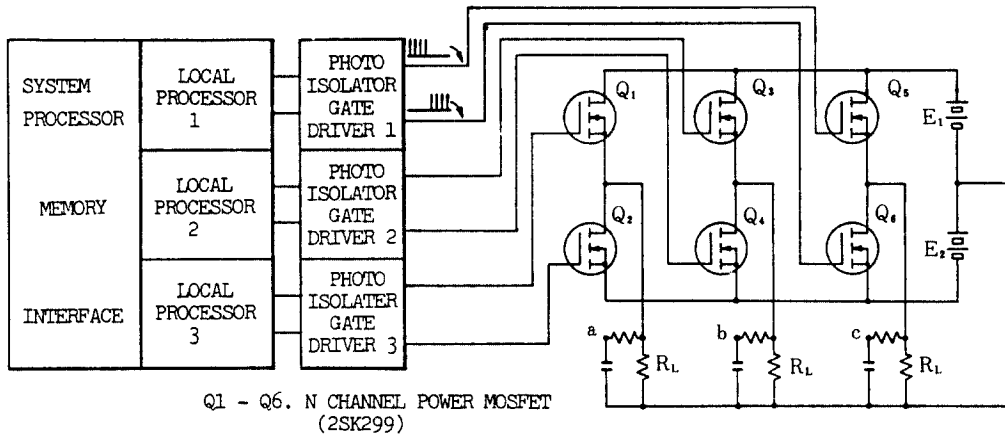 SYSTEM
PROCESSOR
MEMORY
INTERFACE
LOCAL
PROCESSOR
1
LOCAL
PROCESSOR
2
LOCAL
PROCESSOR
3
PHOTO
ISOLATOR
GATE
DRIVER 1
PHOTO
ISOLATOR
GATE
DRIVER 2
PHOTO
ISOLATER
GATE
DRIVER 3
Q1
Q3
Q5
E1
Q2
Q4
Q6
E2
a
b
c
RL
RL
RL
Q1 - Q6. N CHANNEL POWER MOSFET
(2SK299)